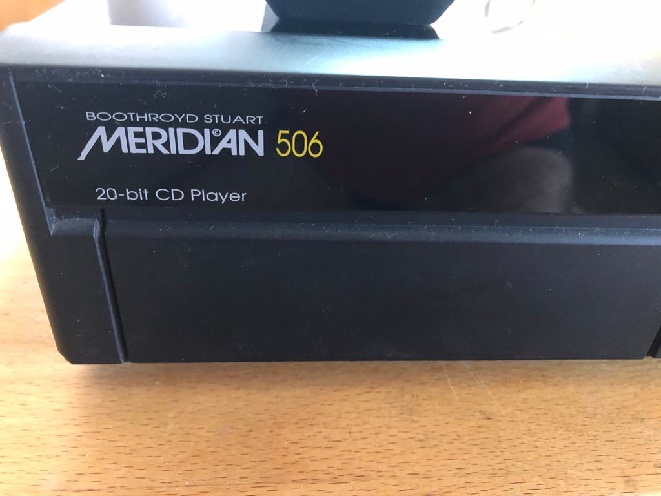 BOOTHROYD STUART
MERIDIAN 506
20-bit CD Player